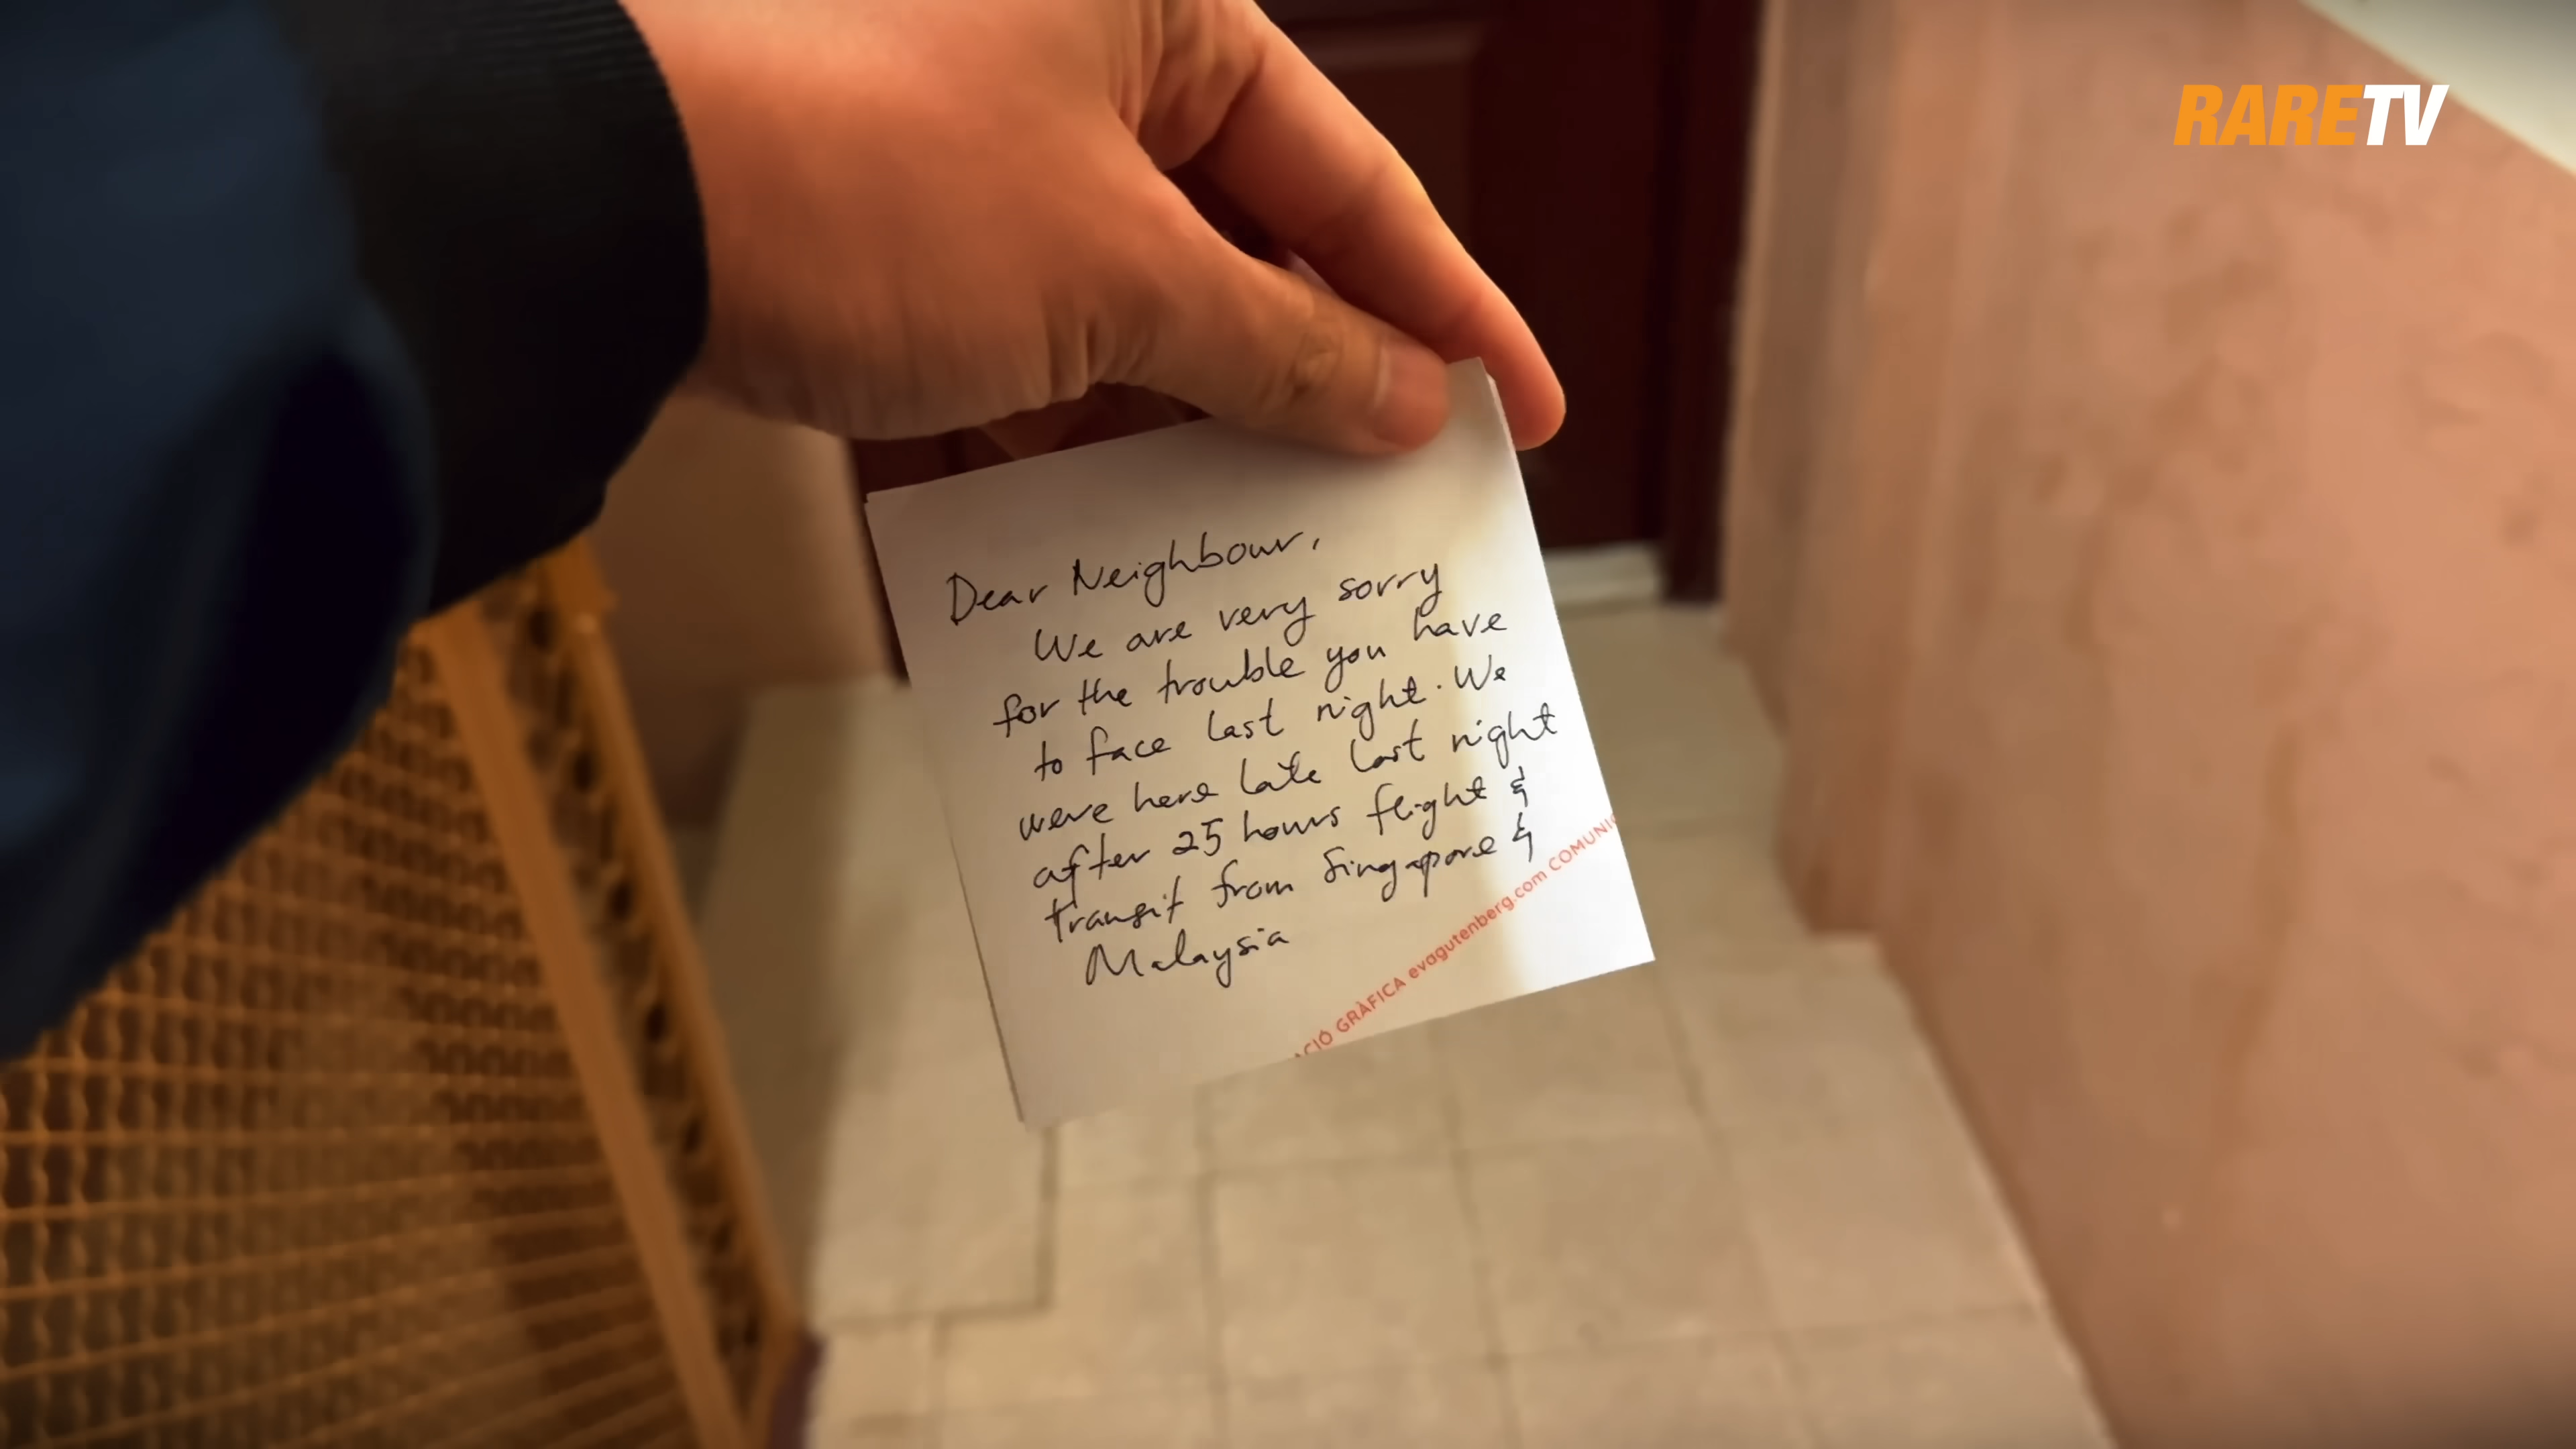 RARETV
Dear Neighbour,
We are very sorry
for the trouble you have
to face last night. We
were here late last night
after 25 hours flight &
transit from Singapore &
Malaysia
ACIÓ GRÀFICA evagutenberg.com COMUNIC